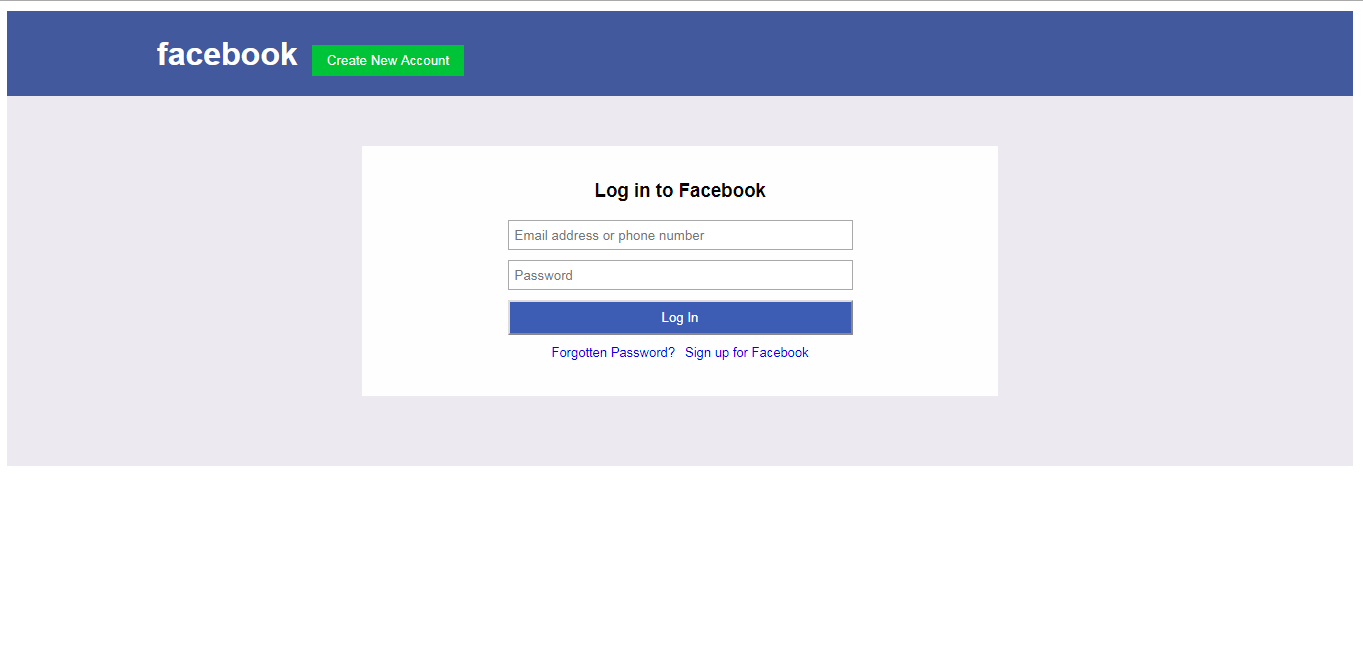 facebook Create New Account
Log in to Facebook
Email address or phone number
Password
Log In
Forgotten Password? Sign up for Facebook